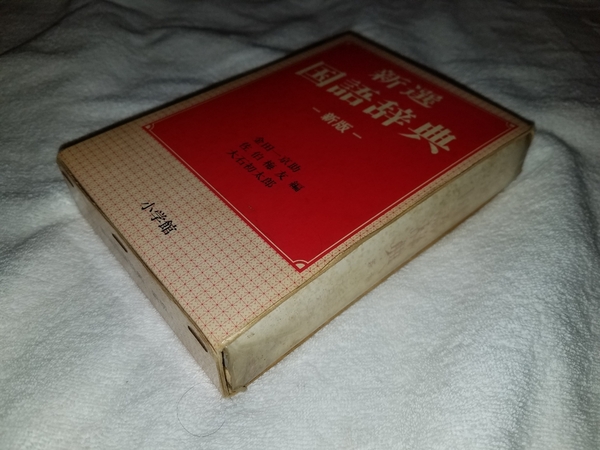 新選
国語辞典
－新版－
金田一京助
佐伯梅友 編
大石初太郎
小学館